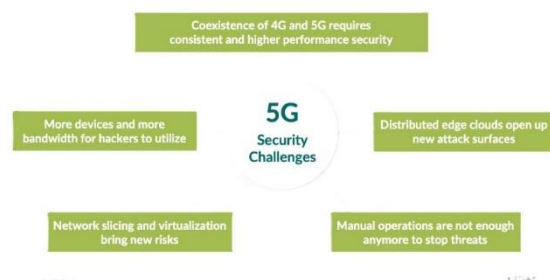 Coexistence of 4G and 5G requires
consistent and higher performance security
5G
Security
Challenges
More devices and more
bandwidth for hackers to utilize
Distributed edge clouds open up
new attack surfaces
Network slicing and virtualization
bring new risks
Manual operations are not enough
anymore to stop threats